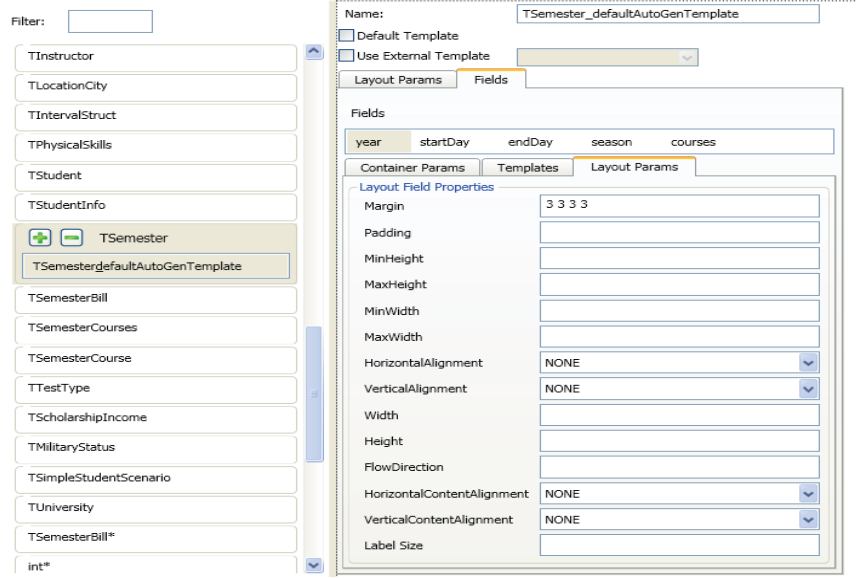 Filter:
TInstructor
TLocationCity
TIntervalStruct
TPhysicalSkills
TStudent
TStudentInfo
TSemester
TSemesterdefaultAutoGenTemplate
TSemesterBill
TSemesterCourses
TSemesterCourse
TTestType
TScholarshipIncome
TMilitaryStatus
TSimpleStudentScenario
TUniversity
TSemesterBill*
int*
Name: TSemester_defaultAutoGenTemplate
Default Template
Use External Template
Layout Params Fields
Fields
year startDay endDay season courses
Container Params Templates Layout Params
Layout Field Properties
Margin 3 3 3 3
Padding
MinHeight
MaxHeight
MinWidth
MaxWidth
HorizontalAlignment NONE
VerticalAlignment NONE
Width
Height
FlowDirection
HorizontalContentAlignment NONE
VerticalContentAlignment NONE
Label Size